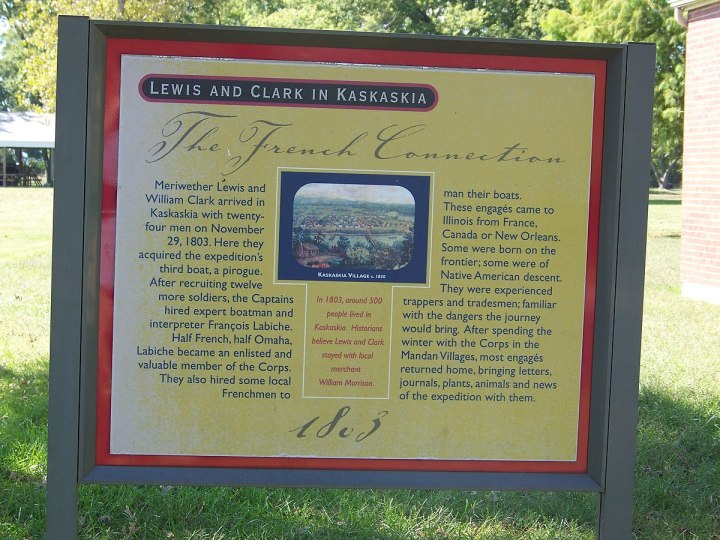 LEWIS AND CLARK IN KASKASKIA
The French Connection
Meriwether Lewis and
William Clark arrived in
Kaskaskia with twenty-
four men on November
29, 1803. Here they
acquired the expedition's
third boat, a pirogue.
After recruiting twelve
more soldiers, the Captains
hired expert boatman and
interpreter François Labiche.
Half French, half Omaha,
Labiche became an enlisted and
valuable member of the Corps.
They also hired some local
Frenchmen to
KASKASKIA VILLAGE C. 1830
In 1803, around 500
people lived in
Kaskaskia. Historians
believe Lewis and Clark
stayed with local
merchant
William Morrison.
man their boats.
These engagés came to
Illinois from France,
Canada or New Orleans.
Some were born on the
frontier; some were of
Native American descent.
They were experienced
trappers and tradesmen; familiar
with the dangers the journey
would bring. After spending the
winter with the Corps in the
Mandan Villages, most engagés
returned home, bringing letters,
journals, plants, animals and news
of the expedition with them.
1803